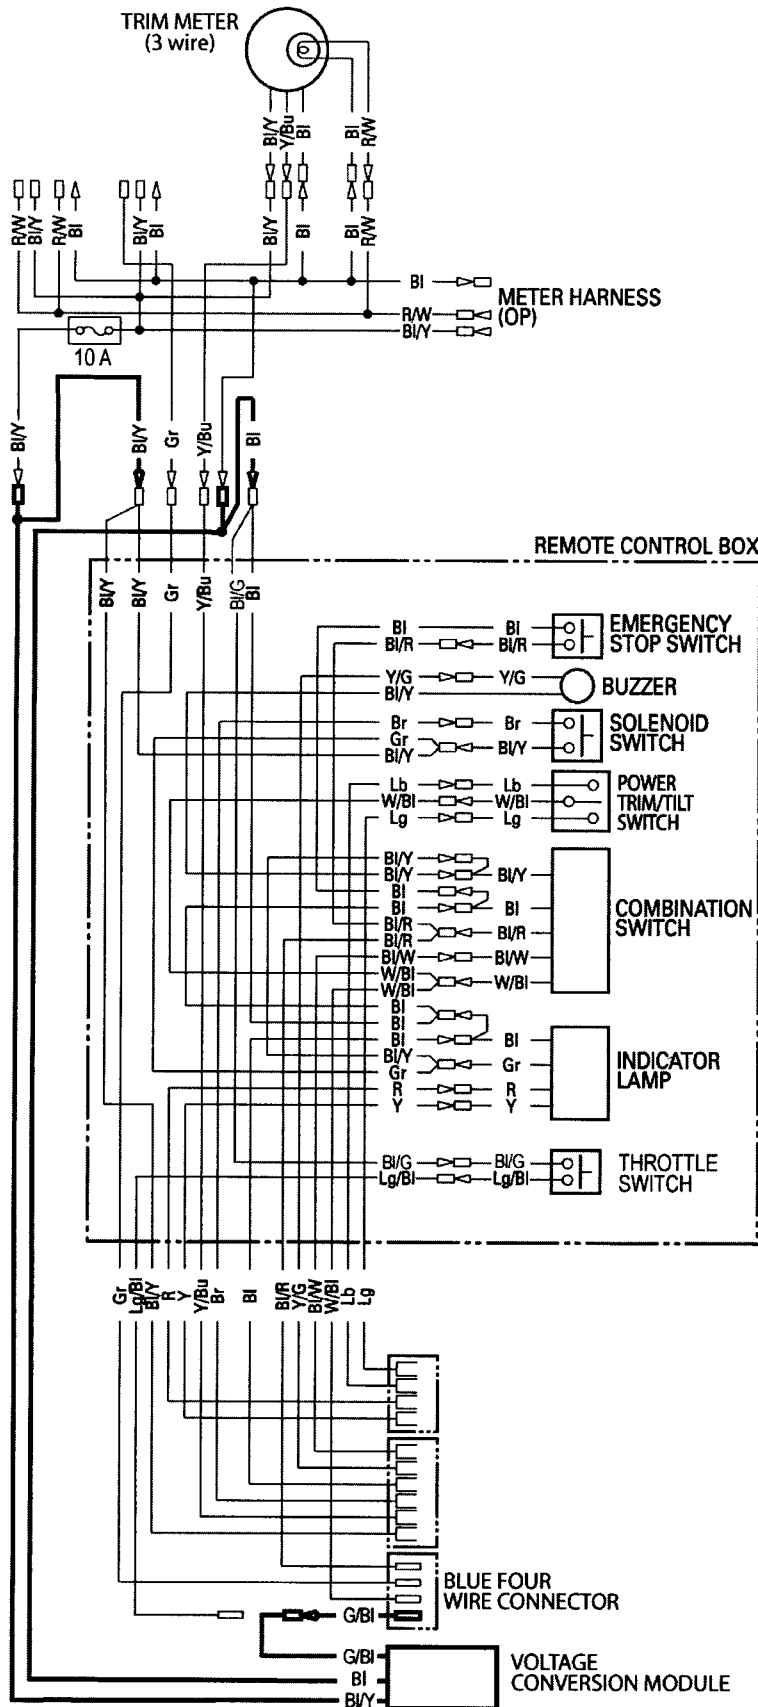 TRIM METER
(3 wire)
Bl/Y
Y/Bu
Bl
Bl
R/W
R/W
Bl/Y
R/W
Bl
Bl/Y
Bl
Bl/Y
Bl
Bl
R/W
Bl
METER HARNESS
(OP)
R/W
Bl/Y
10 A
Bl/Y
Bl/Y
Gr
Y/Bu
Bl
REMOTE CONTROL BOX
Bl/Y
Bl/Y
Gr
Y/Bu
Bl/G
Bl
Bl Bl EMERGENCY
Bl/R Bl/R STOP SWITCH
Y/G Y/G
BUZZER
Bl/Y
Br Br SOLENOID
Gr
Bl/Y Bl/Y SWITCH
Lb Lb POWER
W/Bl W/Bl TRIM/TILT
Lg Lg SWITCH
Bl/Y
Bl/Y Bl/Y
Bl
Bl Bl COMBINATION
Bl/R SWITCH
Bl/R Bl/R
Bl/W Bl/W
W/Bl
W/Bl W/Bl
Bl
Bl
Bl Bl
Bl/Y INDICATOR
Gr Gr LAMP
R R
Y Y
Bl/G Bl/G THROTTLE
Lg/Bl Lg/Bl SWITCH
Gr
Lg/Bl
Bl/Y
R
Y
Y/Bu
Br
Bl
Bl/R
Y/G
Bl/W
W/Bl
Lb
Lg
BLUE FOUR
WIRE CONNECTOR
G/Bl
G/Bl
Bl
Bl/Y
VOLTAGE
CONVERSION MODULE